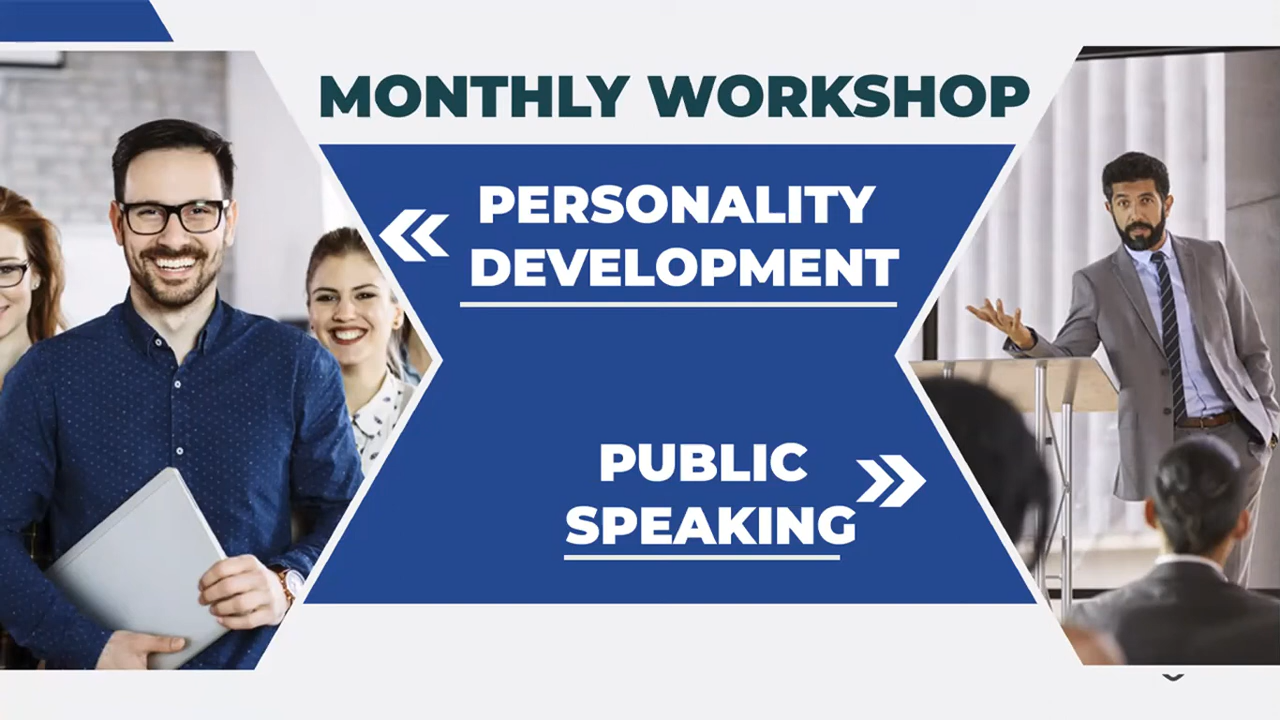 MONTHLY WORKSHOP
PERSONALITY
DEVELOPMENT
PUBLIC
SPEAKING